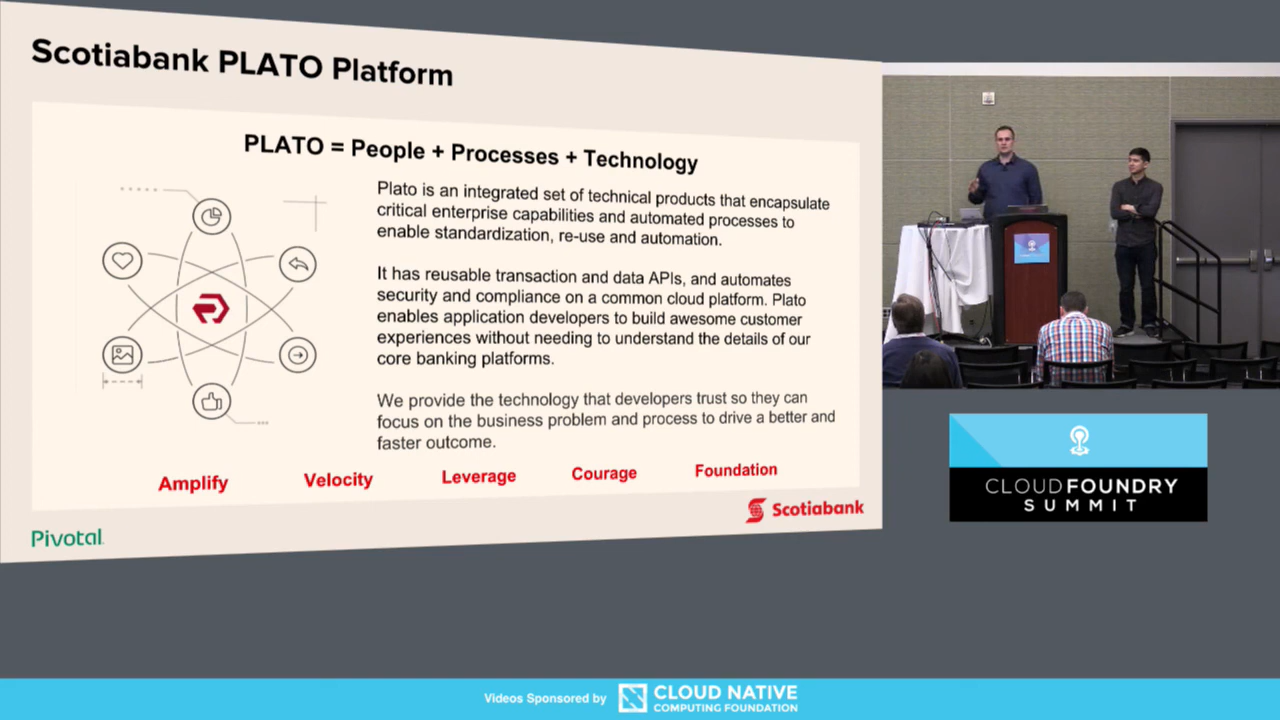 Scotiabank PLATO Platform
PLATO = People + Processes + Technology
Plato is an integrated set of technical products that encapsulate
critical enterprise capabilities and automated processes to
enable standardization, re-use and automation.
It has reusable transaction and data APIs, and automates
security and compliance on a common cloud platform. Plato
enables application developers to build awesome customer
experiences without needing to understand the details of our
core banking platforms.
We provide the technology that developers trust so they can
focus on the business problem and process to drive a better and
faster outcome.
Amplify Velocity Leverage Courage Foundation
Scotiabank
Pivotal
CLOUD FOUNDRY
SUMMIT
Videos Sponsored by
CLOUD NATIVE
COMPUTING FOUNDATION